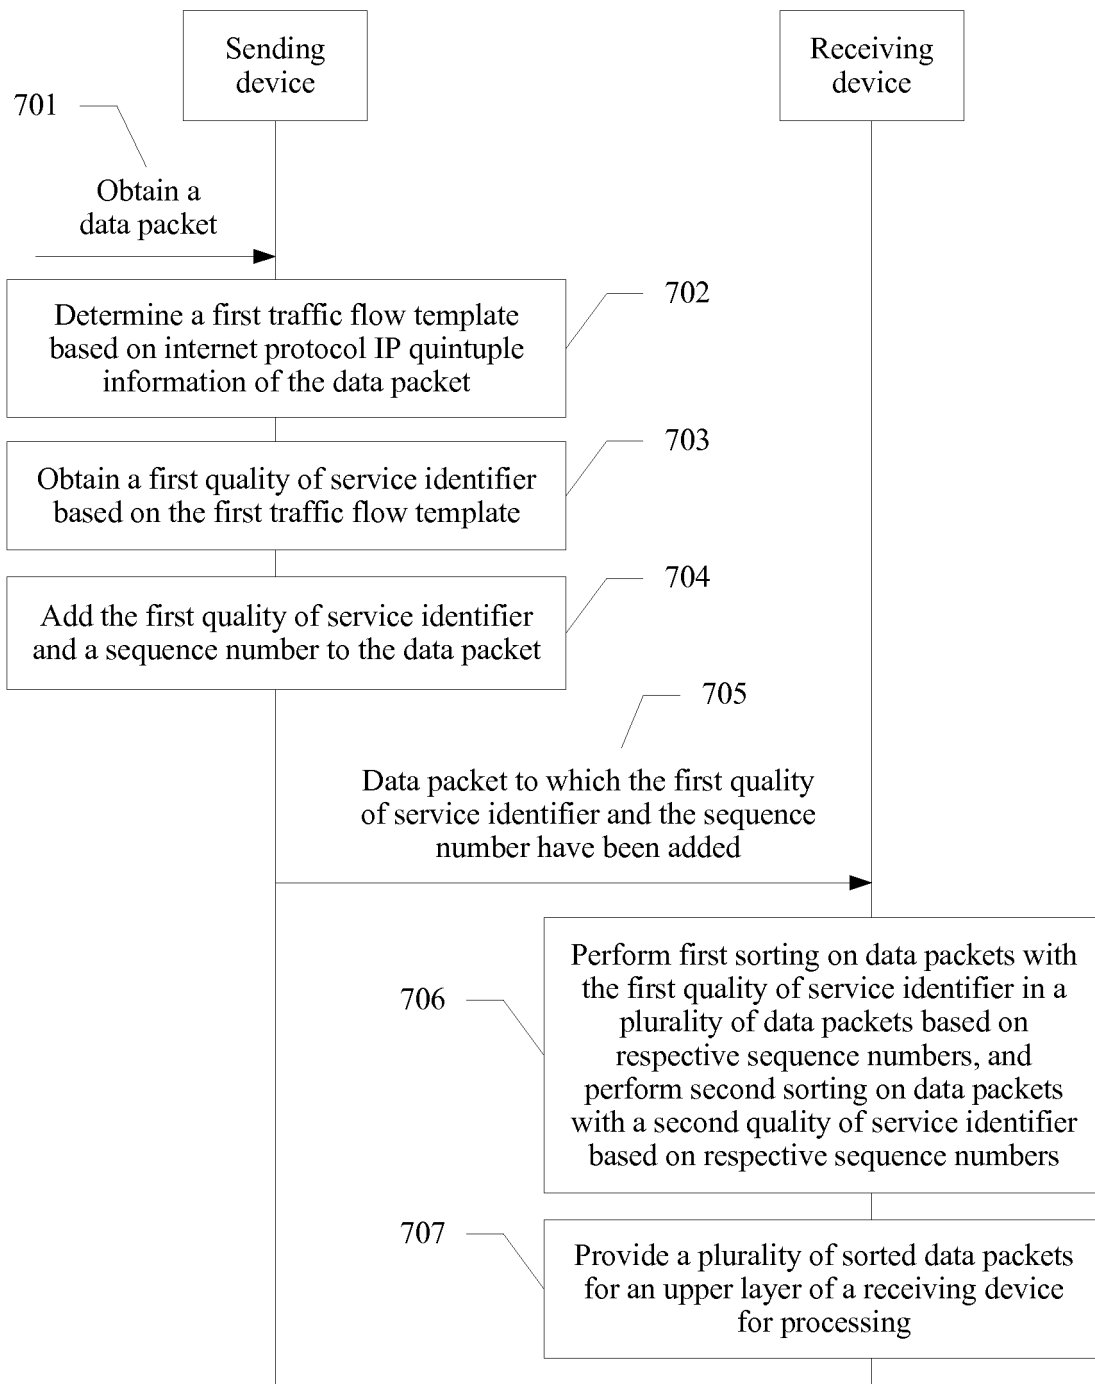 Sending
device
Receiving
device
701
Obtain a
data packet
Determine a first traffic flow template
based on internet protocol IP quintuple
information of the data packet
702
Obtain a first quality of service identifier
based on the first traffic flow template
703
Add the first quality of service identifier
and a sequence number to the data packet
704
705
Data packet to which the first quality
of service identifier and the sequence
number have been added
706
Perform first sorting on data packets with
the first quality of service identifier in a
plurality of data packets based on
respective sequence numbers, and
perform second sorting on data packets
with a second quality of service identifier
based on respective sequence numbers
707
Provide a plurality of sorted data packets
for an upper layer of a receiving device
for processing